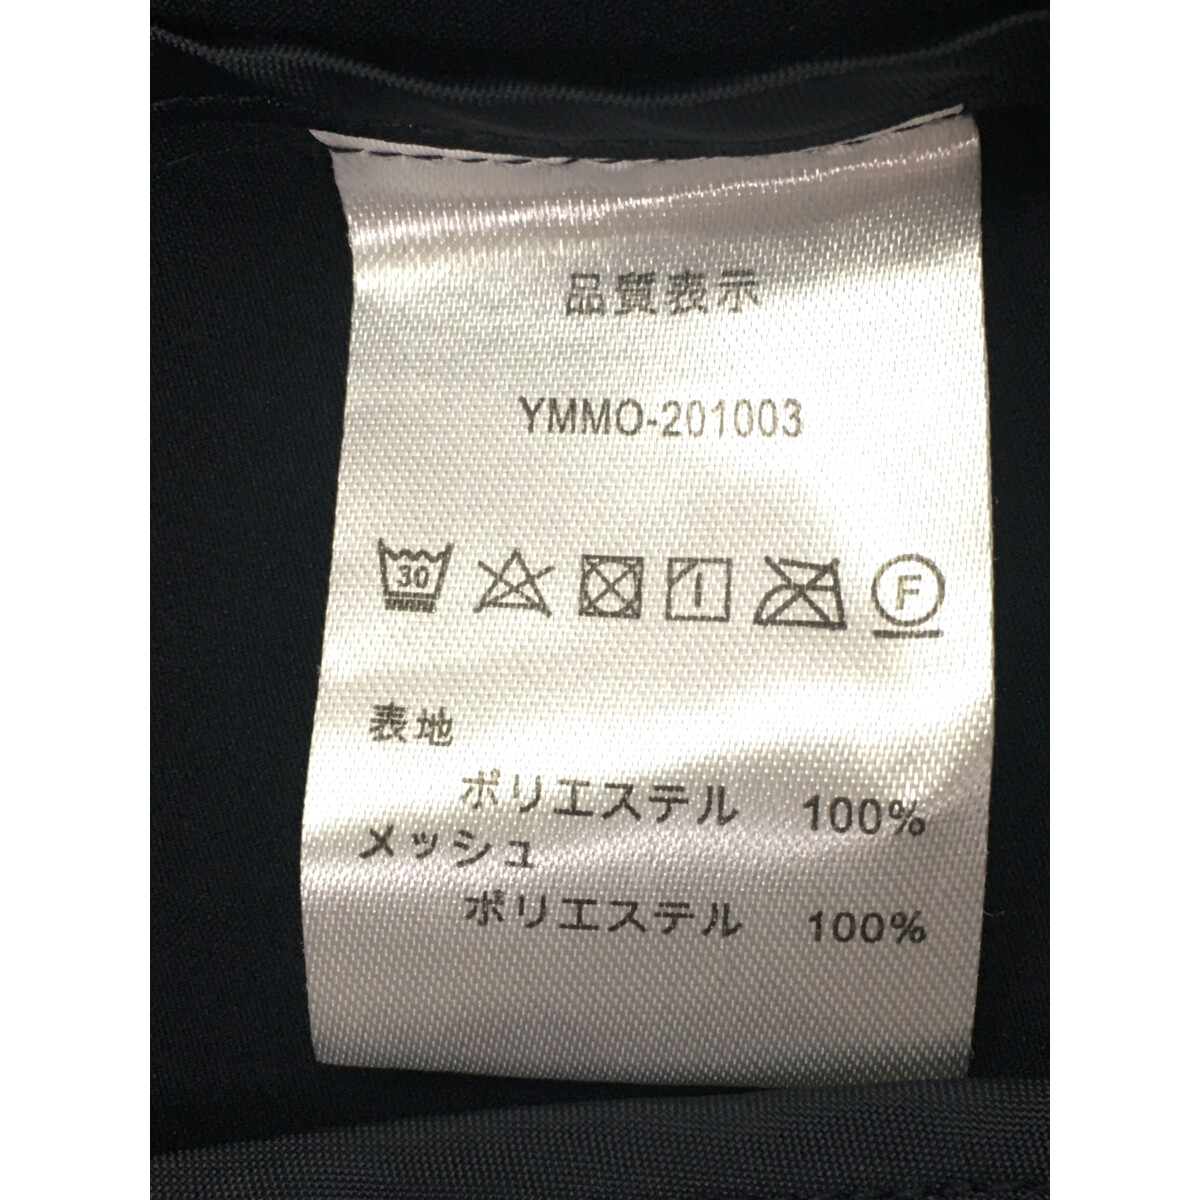 品質表示
YMMO-201003
30 F
表地
ポリエステル 100%
メッシュ
ポリエステル 100%